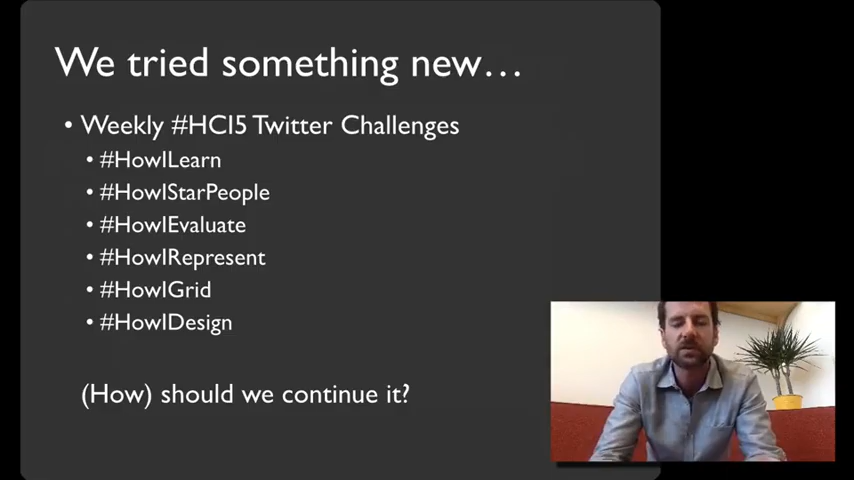 We tried something new…
• Weekly #HCI5 Twitter Challenges
• #HowILearn
• #HowIStarPeople
• #HowIEvaluate
• #HowIRepresent
• #HowIGrid
• #HowIDesign
(How) should we continue it?